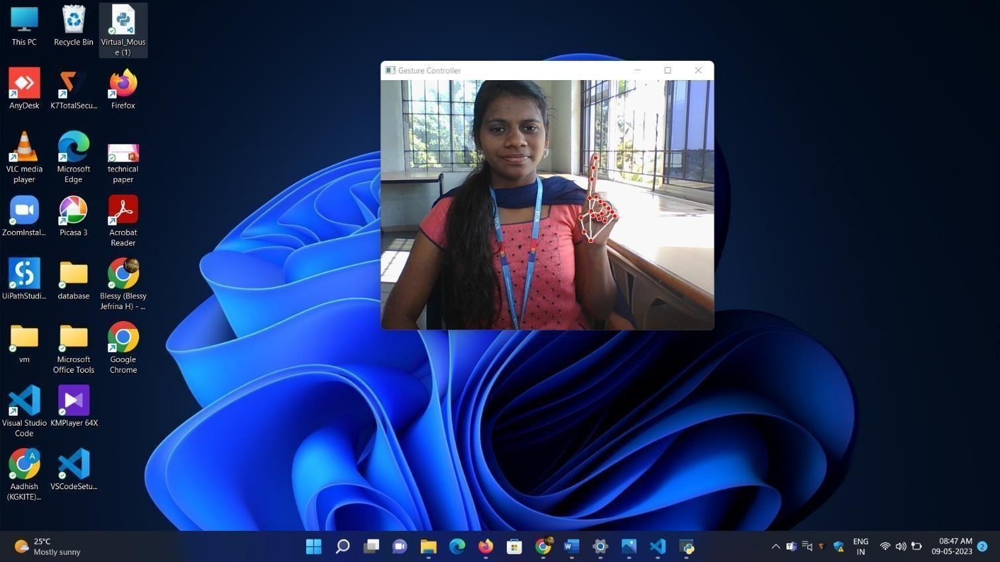 This PC
Recycle Bin
Virtual_Mous
e (1)
AnyDesk
K7TotalSecu...
Firefox
VLC media
player
Microsoft
Edge
technical
paper
ZoomInstal...
Picasa 3
Acrobat
Reader
UiPathStudi...
database
Blessy (Blessy
Jefrina H) - ...
vm
Microsoft
Office Tools
Google
Chrome
Visual Studio
Code
KMPlayer 64X
A
Aadhish
(KGKITE)...
VSCodeSetu...
Gesture Controller
25°C
Mostly sunny
ENG
IN
08:47 AM
09-05-2023
2